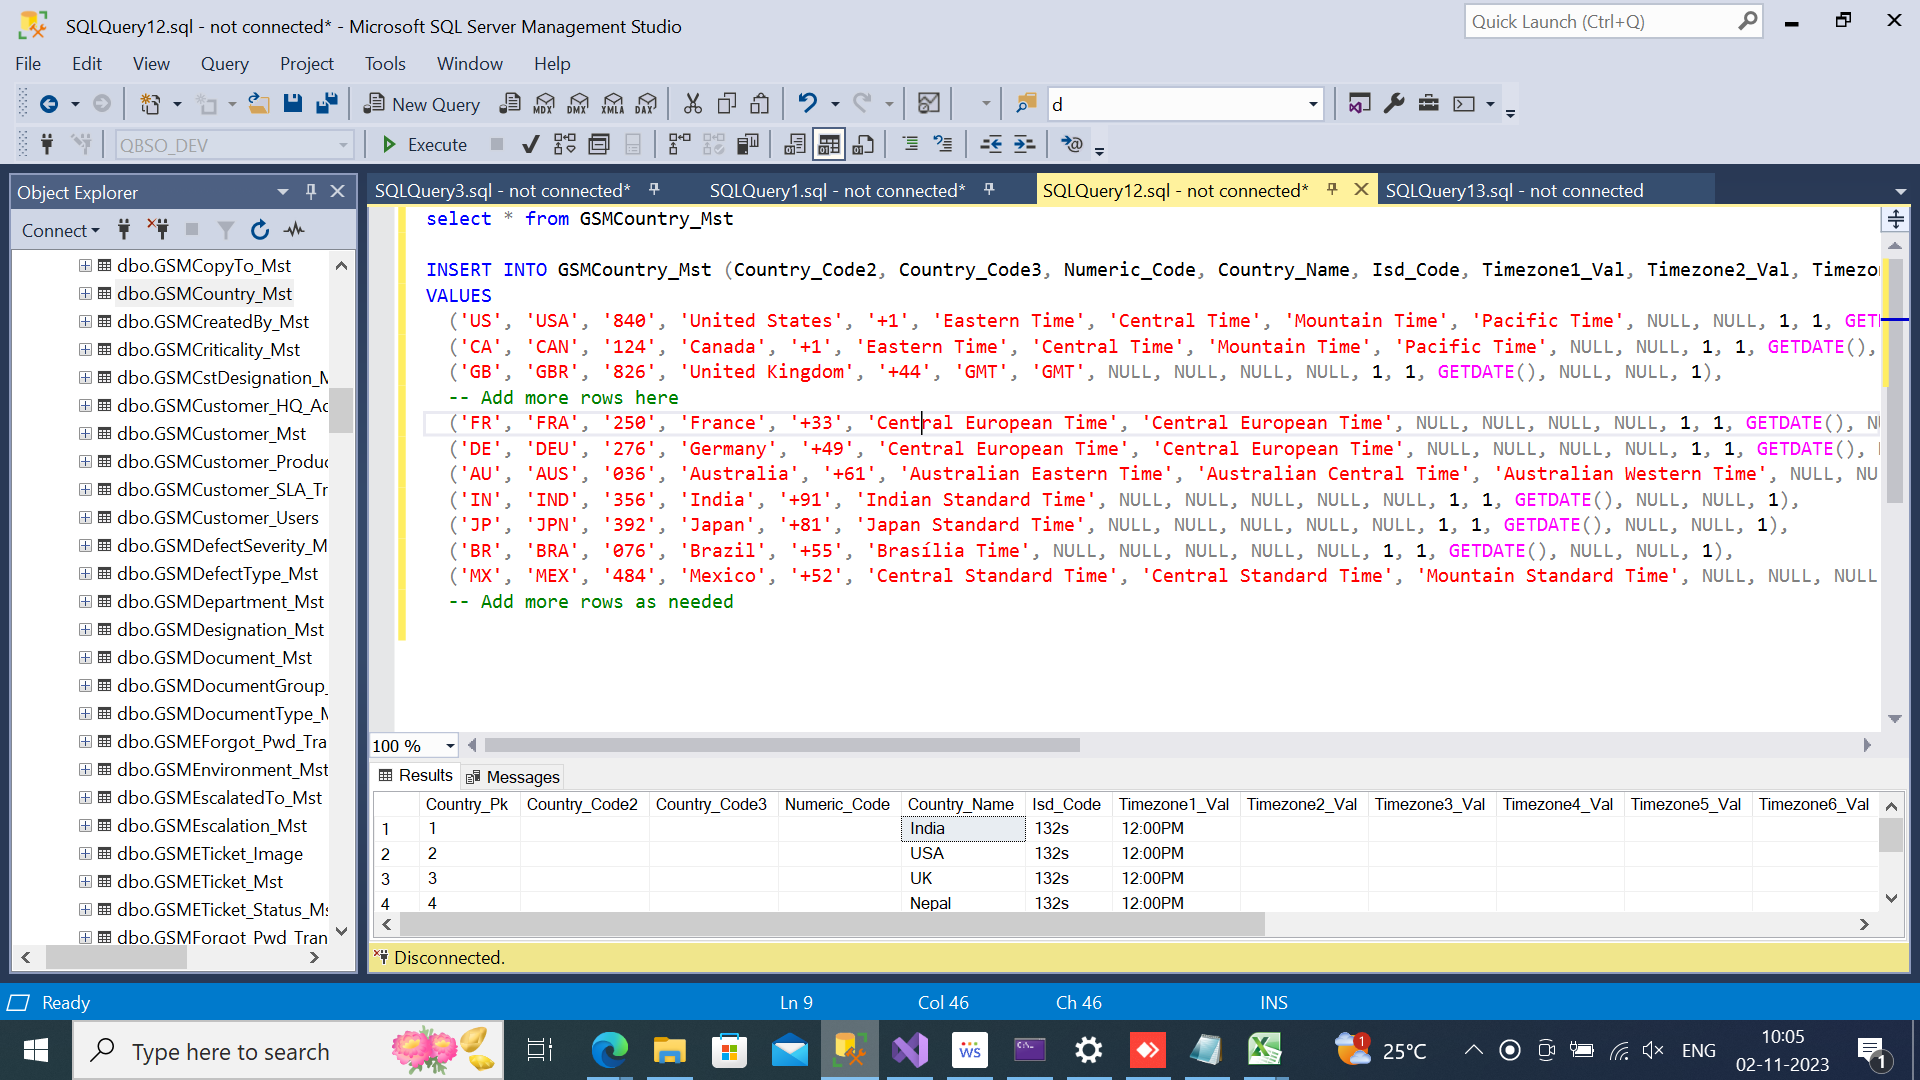 SQLQuery12.sql - not connected* - Microsoft SQL Server Management Studio
Quick Launch (Ctrl+Q)
File Edit View Query Project Tools Window Help
New Query MDX DMX XMLA DAX d
QBSO_DEV Execute
Object Explorer
Connect
dbo.GSMCopyTo_Mst
dbo.GSMCountry_Mst
dbo.GSMCreatedBy_Mst
dbo.GSMCriticality_Mst
dbo.GSMCstDesignation_M
dbo.GSMCustomer_HQ_Ac
dbo.GSMCustomer_Mst
dbo.GSMCustomer_Produc
dbo.GSMCustomer_SLA_Tr
dbo.GSMCustomer_Users
dbo.GSMDefectSeverity_M
dbo.GSMDefectType_Mst
dbo.GSMDepartment_Mst
dbo.GSMDesignation_Mst
dbo.GSMDocument_Mst
dbo.GSMDocumentGroup_
dbo.GSMDocumentType_M
dbo.GSMEForgot_Pwd_Tra
dbo.GSMEnvironment_Mst
dbo.GSMEscalatedTo_Mst
dbo.GSMEscalation_Mst
dbo.GSMETicket_Image
dbo.GSMETicket_Mst
dbo.GSMETicket_Status_Ms
dbo.GSMForgot_Pwd_Tran
SQLQuery3.sql - not connected* SQLQuery1.sql - not connected* SQLQuery12.sql - not connected* SQLQuery13.sql - not connected
select * from GSMCountry_Mst
INSERT INTO GSMCountry_Mst (Country_Code2, Country_Code3, Numeric_Code, Country_Name, Isd_Code, Timezone1_Val, Timezone2_Val, Timezo
VALUES
('US', 'USA', '840', 'United States', '+1', 'Eastern Time', 'Central Time', 'Mountain Time', 'Pacific Time', NULL, NULL, 1, 1, GET
('CA', 'CAN', '124', 'Canada', '+1', 'Eastern Time', 'Central Time', 'Mountain Time', 'Pacific Time', NULL, NULL, 1, 1, GETDATE(),
('GB', 'GBR', '826', 'United Kingdom', '+44', 'GMT', 'GMT', NULL, NULL, NULL, NULL, 1, 1, GETDATE(), NULL, NULL, 1),
-- Add more rows here
('FR', 'FRA', '250', 'France', '+33', 'Central European Time', 'Central European Time', NULL, NULL, NULL, NULL, 1, 1, GETDATE(), N
('DE', 'DEU', '276', 'Germany', '+49', 'Central European Time', 'Central European Time', NULL, NULL, NULL, NULL, 1, 1, GETDATE(),
('AU', 'AUS', '036', 'Australia', '+61', 'Australian Eastern Time', 'Australian Central Time', 'Australian Western Time', NULL, NU
('IN', 'IND', '356', 'India', '+91', 'Indian Standard Time', NULL, NULL, NULL, NULL, NULL, 1, 1, GETDATE(), NULL, NULL, 1),
('JP', 'JPN', '392', 'Japan', '+81', 'Japan Standard Time', NULL, NULL, NULL, NULL, NULL, 1, 1, GETDATE(), NULL, NULL, 1),
('BR', 'BRA', '076', 'Brazil', '+55', 'Brasília Time', NULL, NULL, NULL, NULL, NULL, 1, 1, GETDATE(), NULL, NULL, 1),
('MX', 'MEX', '484', 'Mexico', '+52', 'Central Standard Time', 'Central Standard Time', 'Mountain Standard Time', NULL, NULL, NULL
-- Add more rows as needed
100 %
Results Messages
Country_Pk Country_Code2 Country_Code3 Numeric_Code Country_Name Isd_Code Timezone1_Val Timezone2_Val Timezone3_Val Timezone4_Val Timezone5_Val Timezone6_Val
1 1 India 132s 12:00PM
2 2 USA 132s 12:00PM
3 3 UK 132s 12:00PM
4 4 Nepal 132s 12:00PM
Disconnected.
Ready Ln 9 Col 46 Ch 46 INS
Type here to search
WS
1 25°C ENG
10:05
02-11-2023
1